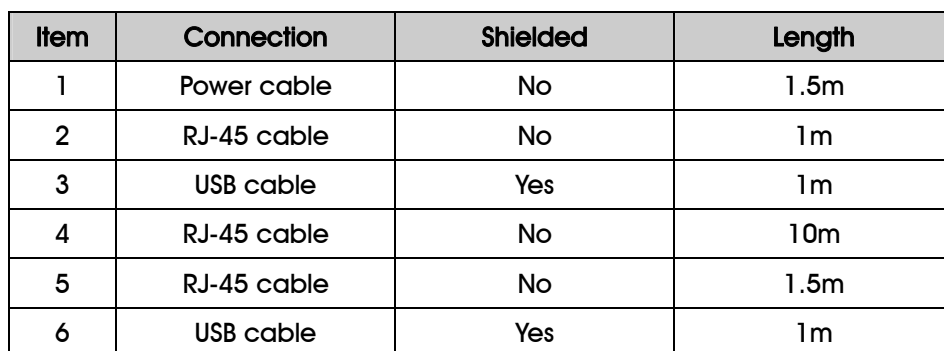 Item Connection Shielded Length
1 Power cable No 1.5m
2 RJ-45 cable No 1m
3 USB cable Yes 1m
4 RJ-45 cable No 10m
5 RJ-45 cable No 1.5m
6 USB cable Yes 1m